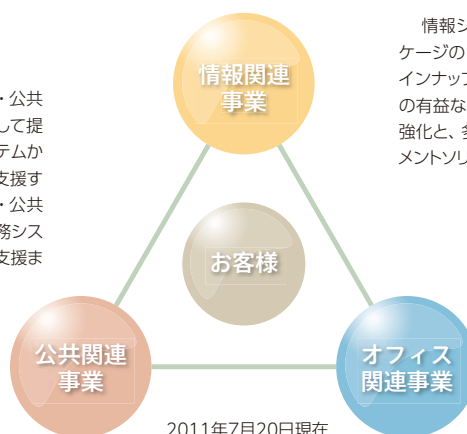 情報関連
事業
・公共
して提
テムか
支援す
・公共
務シス
支援ま
情報シ
ケージの
インナップ
の有益な
強化と、多
メントソリ
お客様
公共関連
事業
オフィス
関連事業
2011年7月20日現在